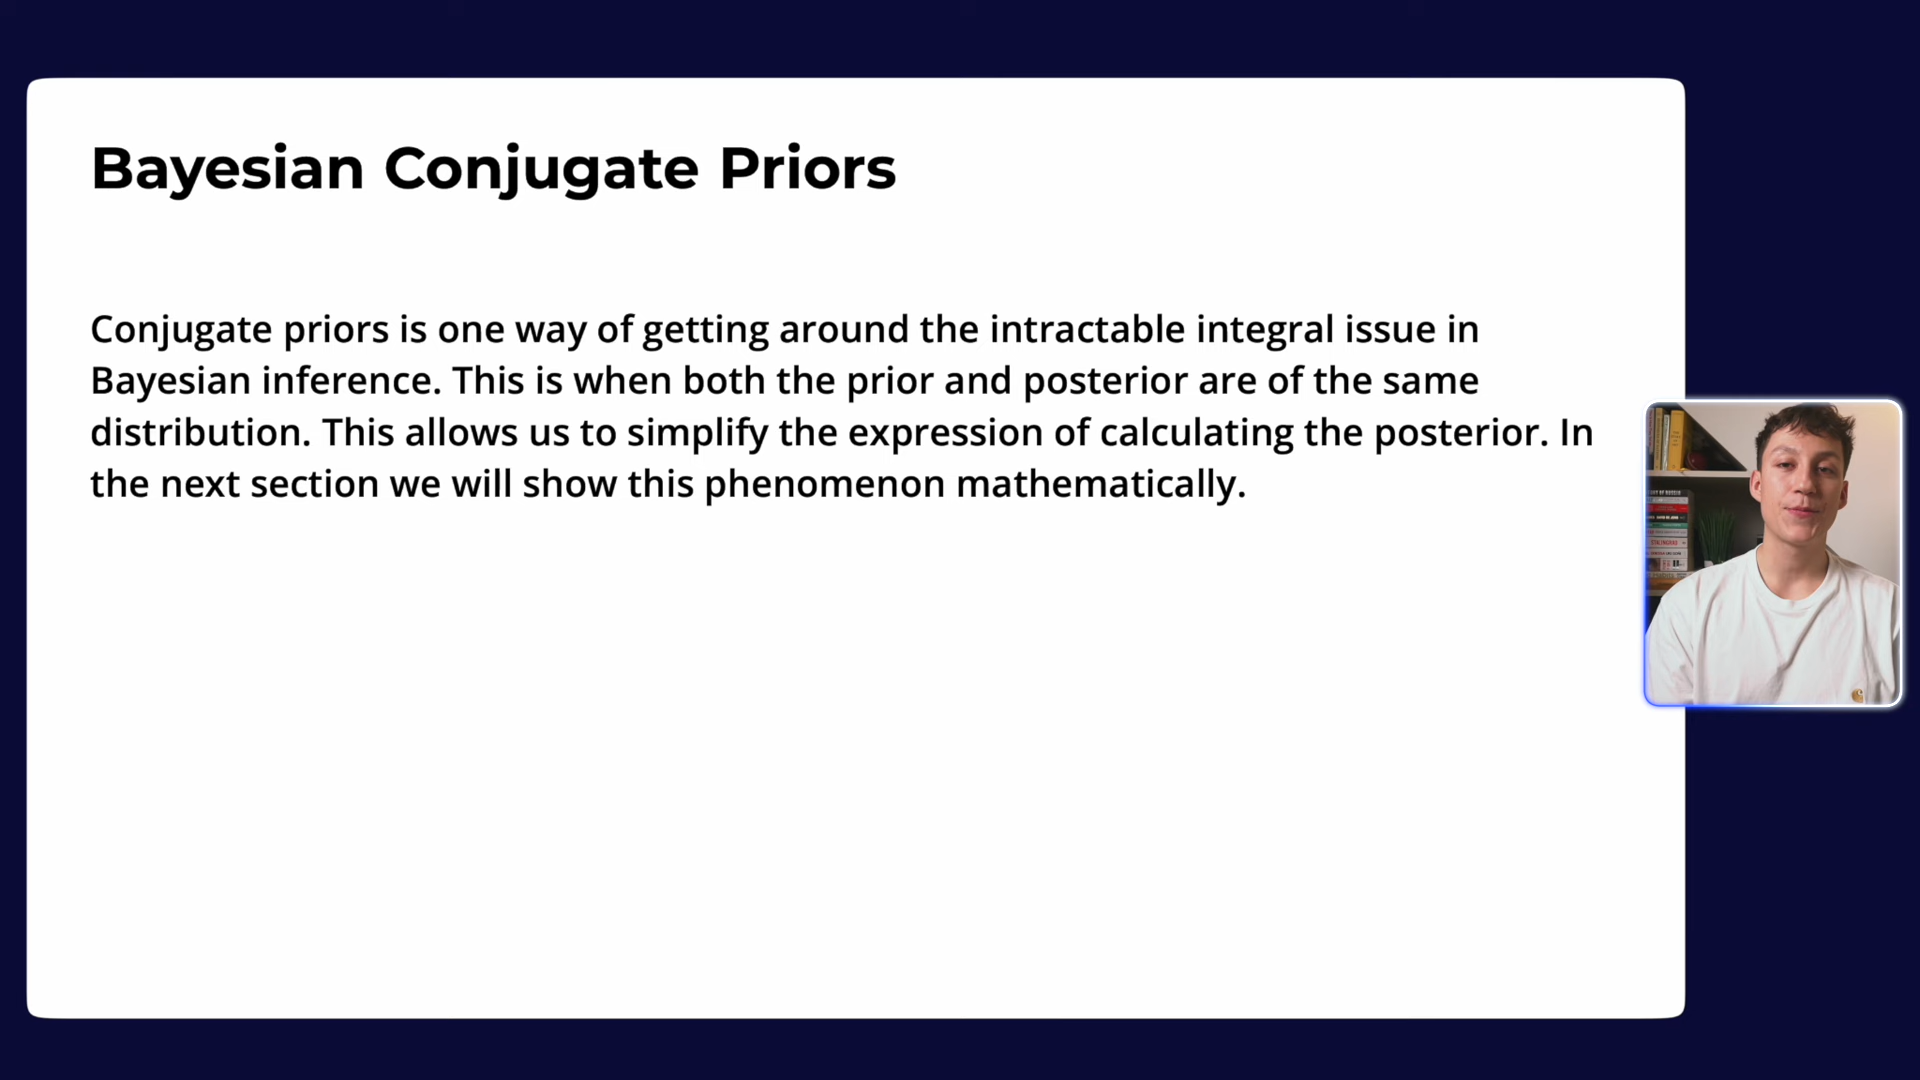 Bayesian Conjugate Priors
Conjugate priors is one way of getting around the intractable integral issue in
Bayesian inference. This is when both the prior and posterior are of the same
distribution. This allows us to simplify the expression of calculating the posterior. In
the next section we will show this phenomenon mathematically.
STALINGRAD